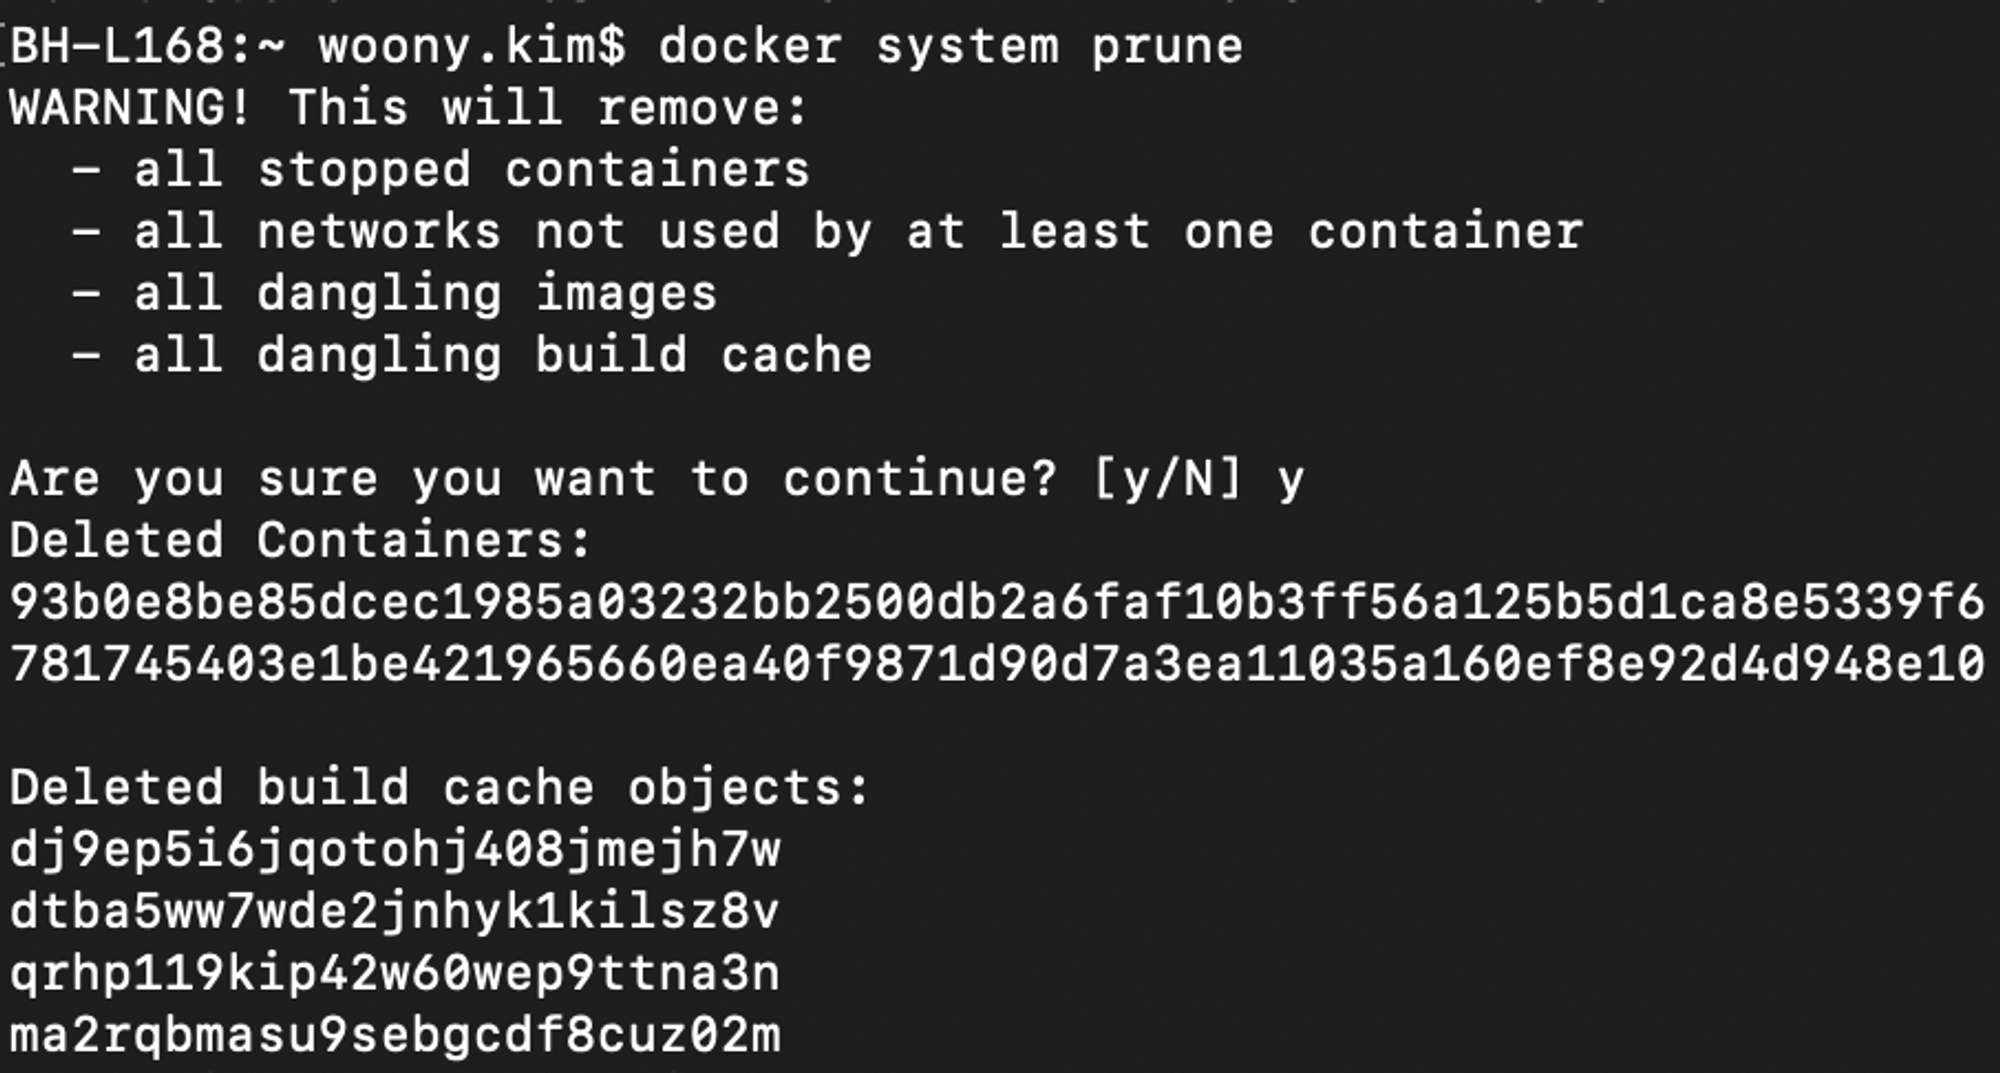 [BH-L168:~ woony.kim$ docker system prune
WARNING! This will remove:
  - all stopped containers
  - all networks not used by at least one container
  - all dangling images
  - all dangling build cache

Are you sure you want to continue? [y/N] y
Deleted Containers:
93b0e8be85dcec1985a03232bb2500db2a6faf10b3ff56a125b5d1ca8e5339f6
781745403e1be421965660ea40f9871d90d7a3ea11035a160ef8e92d4d948e10

Deleted build cache objects:
dj9ep5i6jqotohj408jmejh7w
dtba5ww7wde2jnhyk1kilsz8v
qrhp119kip42w60wep9ttna3n
ma2rqbmasu9sebgcdf8cuz02m